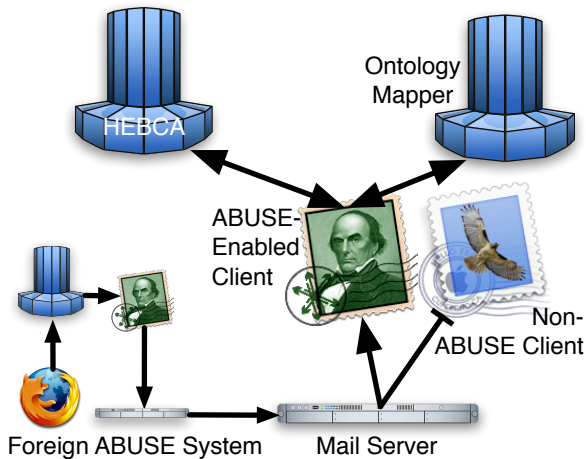 Ontology
Mapper
HEBCA
ABUSE-
Enabled
Client
Non-
ABUSE Client
Foreign ABUSE System
Mail Server